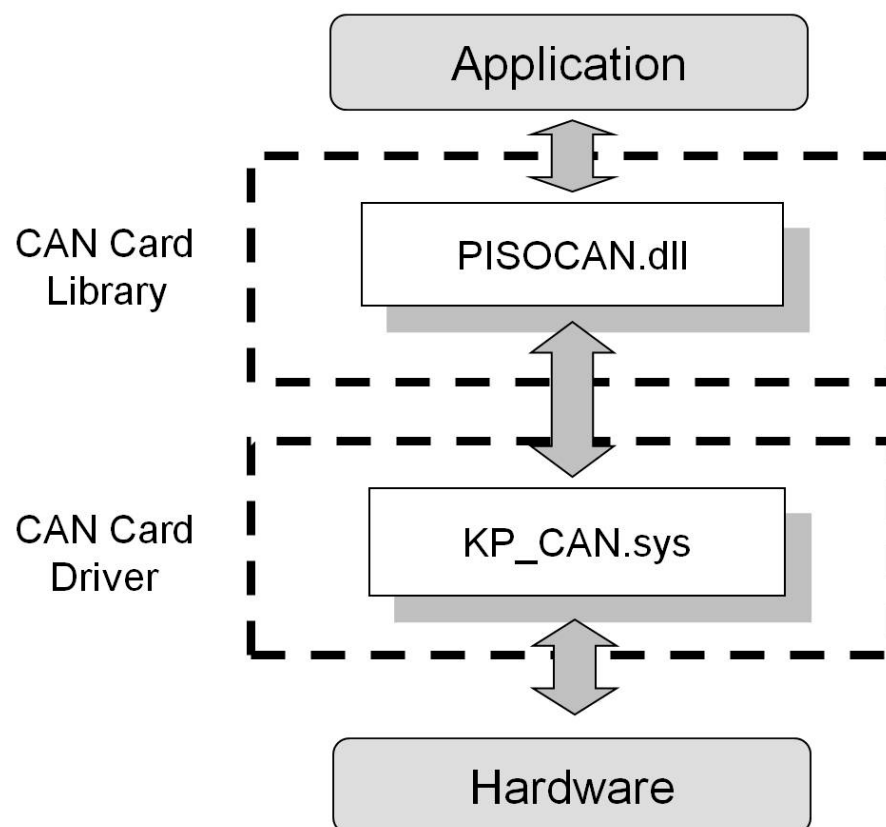 Application
CAN Card
Library
PISOCAN.dll
CAN Card
Driver
KP_CAN.sys
Hardware